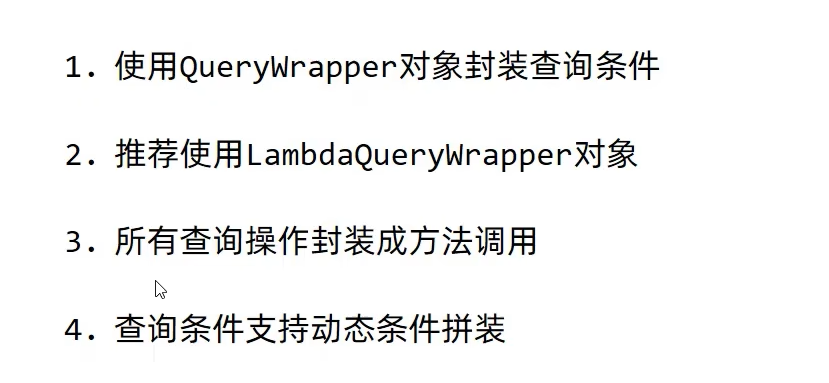 1. 使用QueryWrapper对象封装查询条件
2. 推荐使用LambdaQueryWrapper对象
3. 所有查询操作封装成方法调用
4. 查询条件支持动态条件拼装